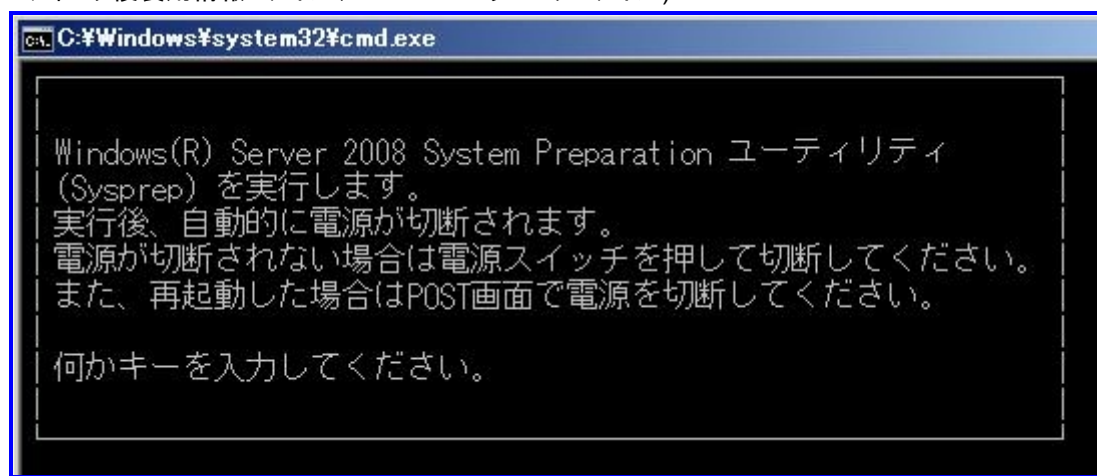 C:¥Windows¥system32¥cmd.exe
Windows(R) Server 2008 System Preparation ユーティリティ
(Sysprep) を実行します。
実行後、自動的に電源が切断されます。
電源が切断されない場合は電源スイッチを押して切断してください。
また、再起動した場合はPOST画面で電源を切断してください。
何かキーを入力してください。